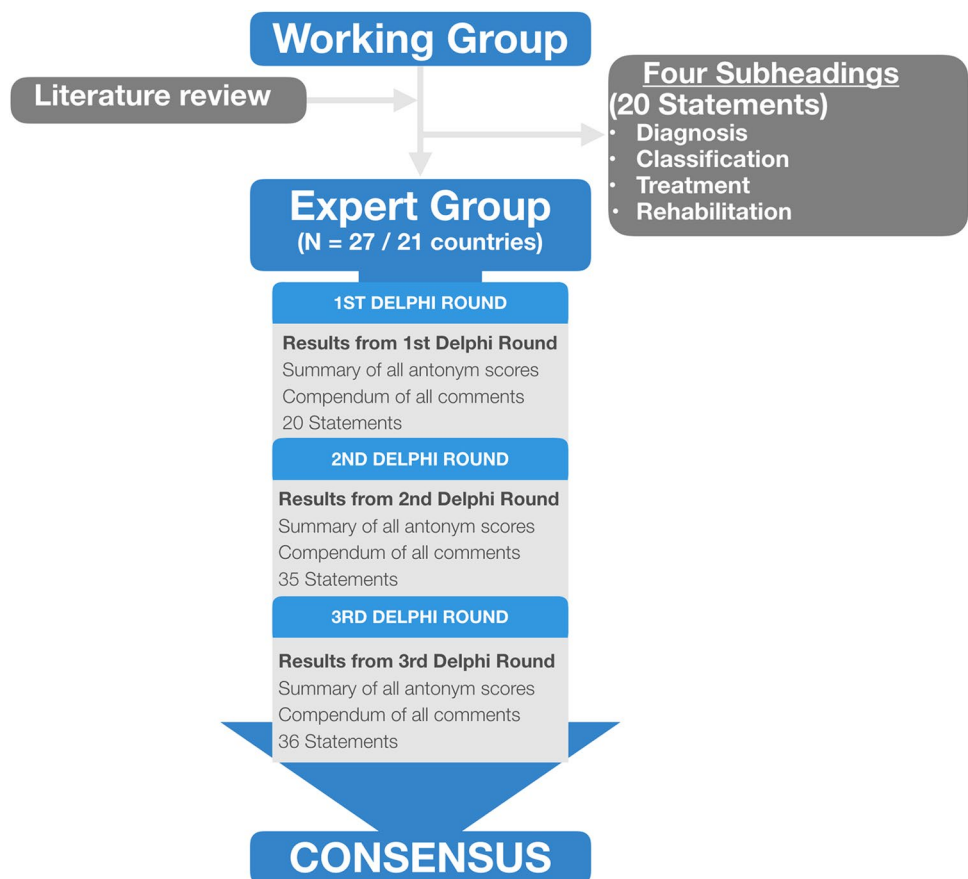 Working Group
Literature review
Four Subheadings
(20 Statements)
• Diagnosis
• Classification
• Treatment
• Rehabilitation
Expert Group
(N = 27 / 21 countries)
1ST DELPHI ROUND
Results from 1st Delphi Round
Summary of all antonym scores
Compendum of all comments
20 Statements
2ND DELPHI ROUND
Results from 2nd Delphi Round
Summary of all antonym scores
Compendum of all comments
35 Statements
3RD DELPHI ROUND
Results from 3rd Delphi Round
Summary of all antonym scores
Compendum of all comments
36 Statements
CONSENSUS